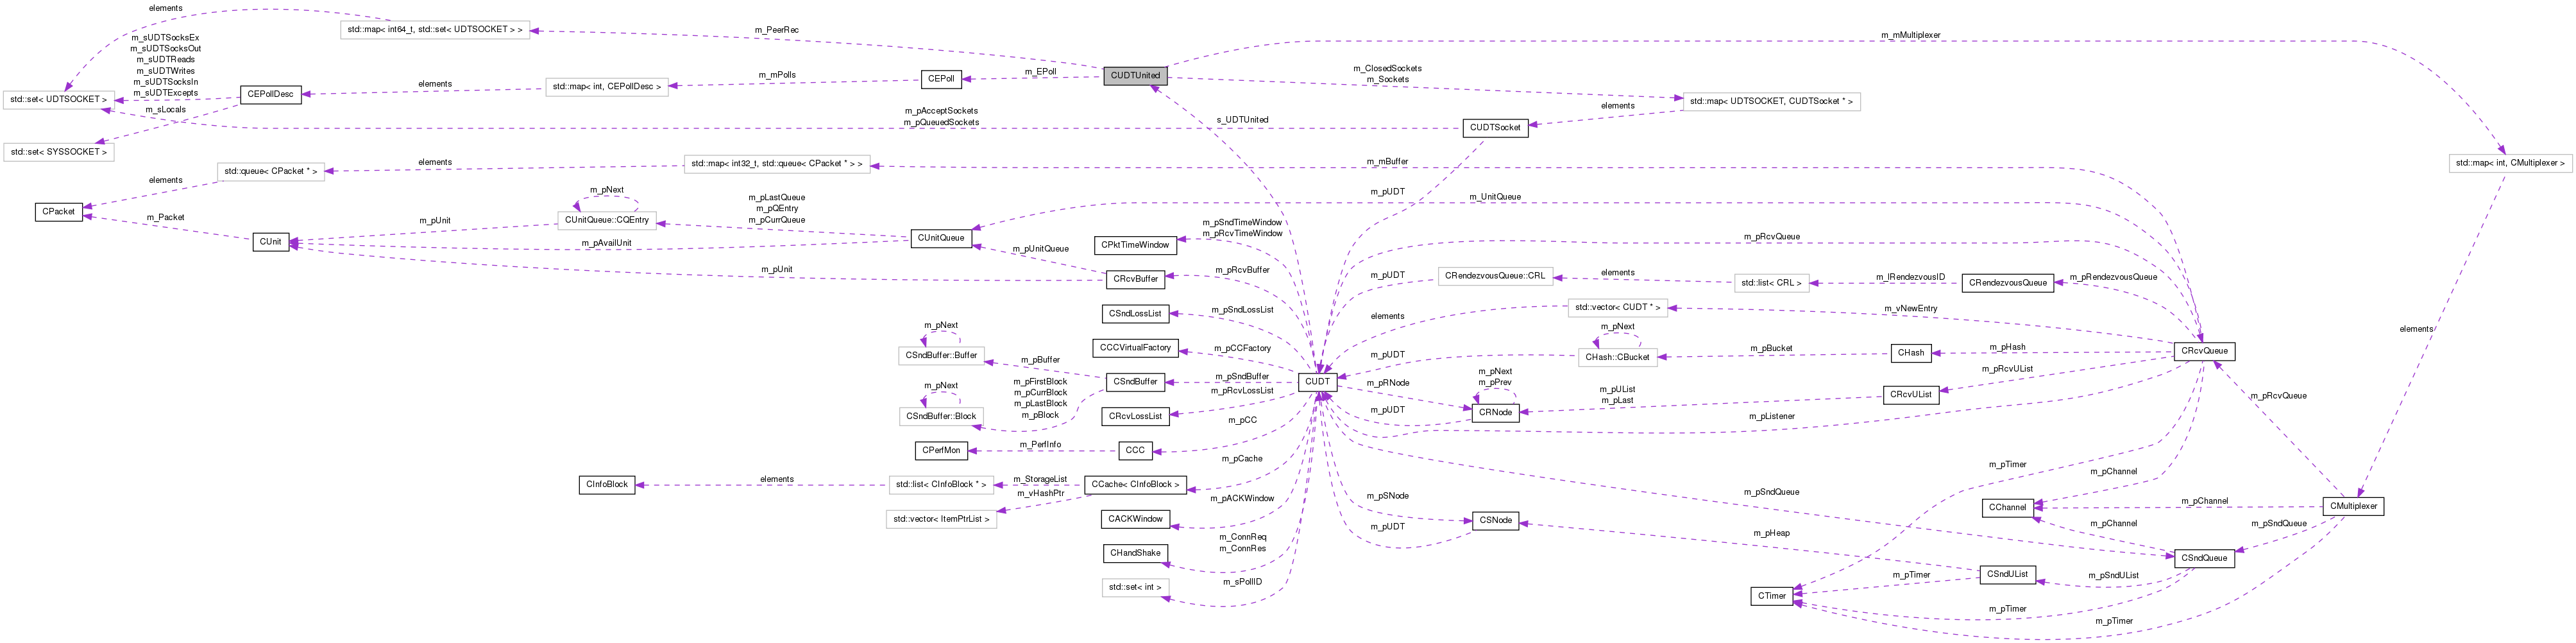 elements
m_PeerRec
m_mMultiplexer
std::map< int64_t, std::set< UDTSOCKET > >
m_sUDTSocksEx
m_sUDTSocksOut
m_sUDTReads
m_sUDTWrites
m_sUDTSocksIn
m_sUDTExcepts
std::set< UDTSOCKET >
CEPollDesc
elements
std::map< int, CEPollDesc >
m_mPolls
CEPoll
m_EPoll
CUDTUnited
m_ClosedSockets
m_Sockets
std::map< UDTSOCKET, CUDTSocket * >
elements
m_sLocals
m_pAcceptSockets
m_pQueuedSockets
s_UDTUnited
CUDTSocket
std::set< SYSSOCKET >
std::queue< CPacket * >
elements
std::map< int32_t, std::queue< CPacket * > >
m_mBuffer
std::map< int, CMultiplexer >
elements
m_pNext
m_pLastQueue
m_pQEntry
m_pCurrQueue
m_pUDT
m_UnitQueue
CPacket
m_Packet
CUnit
m_pUnit
CUnitQueue::CQEntry
m_pAvailUnit
CUnitQueue
m_pUnitQueue
m_pSndTimeWindow
m_pRcvTimeWindow
CPktTimeWindow
m_pRcvQueue
m_pUnit
CRcvBuffer
m_pRcvBuffer
m_pUDT
CRendezvousQueue::CRL
elements
std::list< CRL >
m_lRendezvousID
CRendezvousQueue
m_pRendezvousQueue
CSndLossList
m_pSndLossList
elements
std::vector< CUDT * >
m_vNewEntry
elements
m_pNext
CSndBuffer::Buffer
CCCVirtualFactory
m_pCCFactory
m_pNext
m_pUDT
CHash::CBucket
m_pBucket
CHash
m_pHash
CRcvQueue
m_pBuffer
CSndBuffer
m_pSndBuffer
CUDT
m_pRNode
m_pNext
m_pPrev
m_pRcvUList
m_pNext
CSndBuffer::Block
m_pFirstBlock
m_pCurrBlock
m_pLastBlock
m_pBlock
m_pRcvLossList
CRcvLossList
m_pUDT
CRNode
m_pUList
m_pLast
CRcvUList
m_pListener
m_pRcvQueue
CPerfMon
m_PerfInfo
CCC
m_pCC
CInfoBlock
elements
std::list< CInfoBlock * >
m_StorageList
m_vHashPtr
CCache< CInfoBlock >
m_pCache
std::vector< ItemPtrList >
m_pTimer
m_pChannel
m_pSndQueue
CACKWindow
m_pACKWindow
m_pSNode
m_pUDT
CSNode
CChannel
m_pChannel
CMultiplexer
m_pChannel
m_pSndQueue
CHandShake
m_ConnReq
m_ConnRes
m_pHeap
CSndQueue
std::set< int >
m_sPollID
m_pTimer
CSndUList
m_pSndUList
CTimer
m_pTimer
m_pTimer